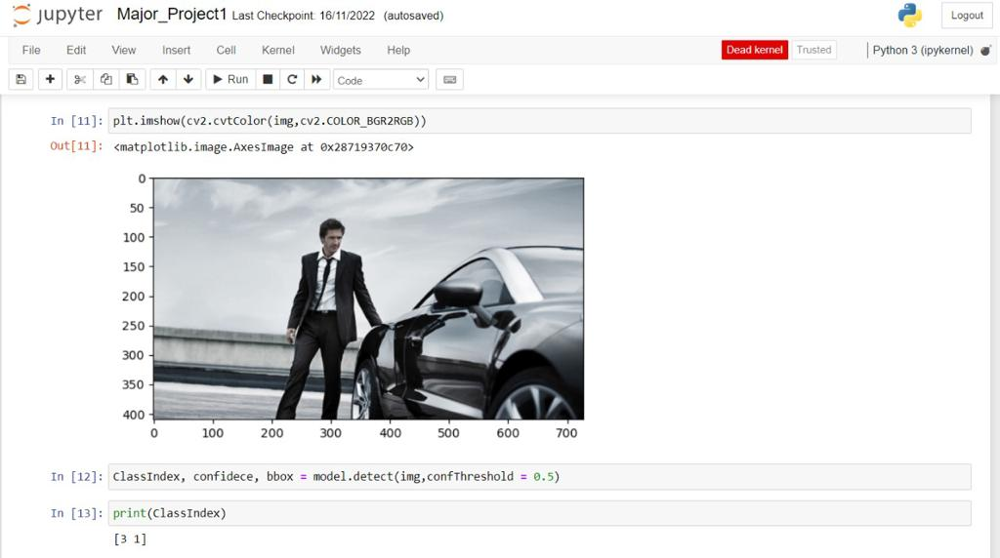 jupyter Major_Project1 Last Checkpoint: 16/11/2022 (autosaved) Logout
File Edit View Insert Cell Kernel Widgets Help Dead kernel Trusted Python 3 (ipykernel)
Run Code
In [11]: plt.imshow(cv2.cvtColor(img,cv2.COLOR_BGR2RGB))
Out[11]: <matplotlib.image.AxesImage at 0x28719370c70>
0
50
100
150
200
250
300
350
400
0 100 200 300 400 500 600 700
In [12]: ClassIndex, confidece, bbox = model.detect(img,confThreshold = 0.5)
In [13]: print(ClassIndex)
[3 1]